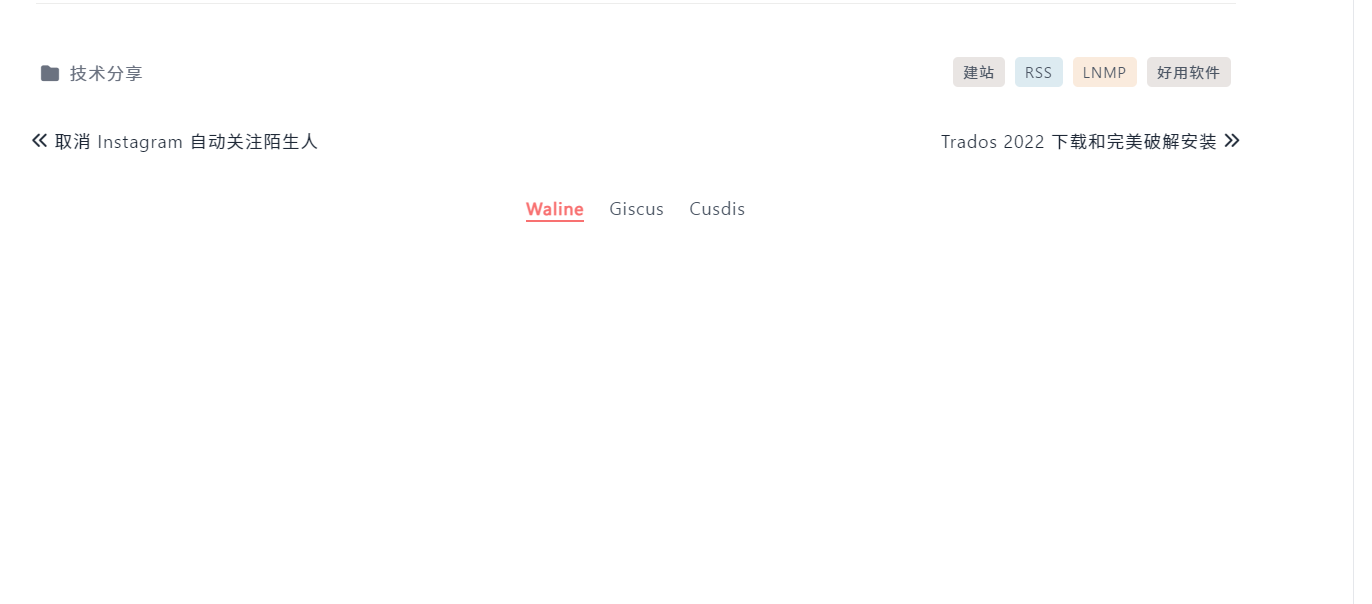 技术分享 建站 RSS LNMP 好用软件
取消 Instagram 自动关注陌生人 Trados 2022 下载和完美破解安装
Waline Giscus Cusdis